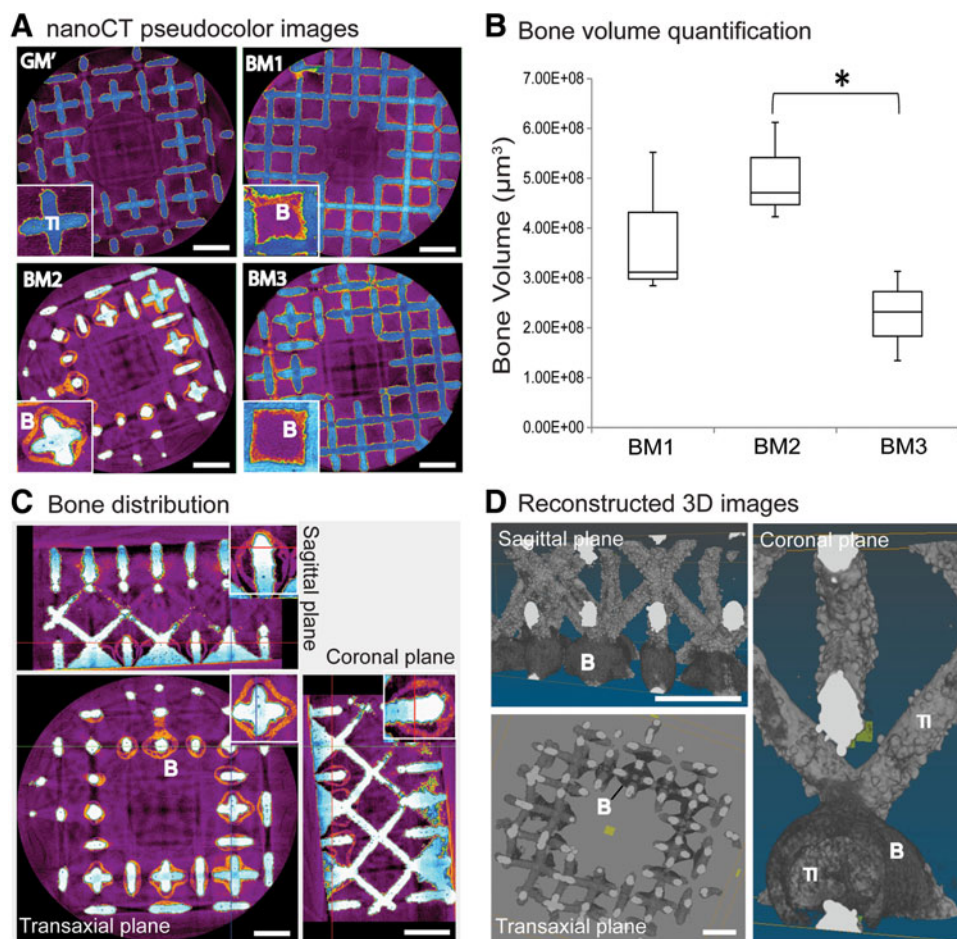 A nanoCT pseudocolor images
GM'
BM1
TI
B
BM2
BM3
B
B
B Bone volume quantification
Bone Volume (µm³)
7.00E+08
6.00E+08
5.00E+08
4.00E+08
3.00E+08
2.00E+08
1.00E+08
0.00E+00
*
BM1
BM2
BM3
C Bone distribution
Sagittal plane
Coronal plane
B
Transaxial plane
D Reconstructed 3D images
Sagittal plane
B
Coronal plane
TI
B
TI
B
Transaxial plane